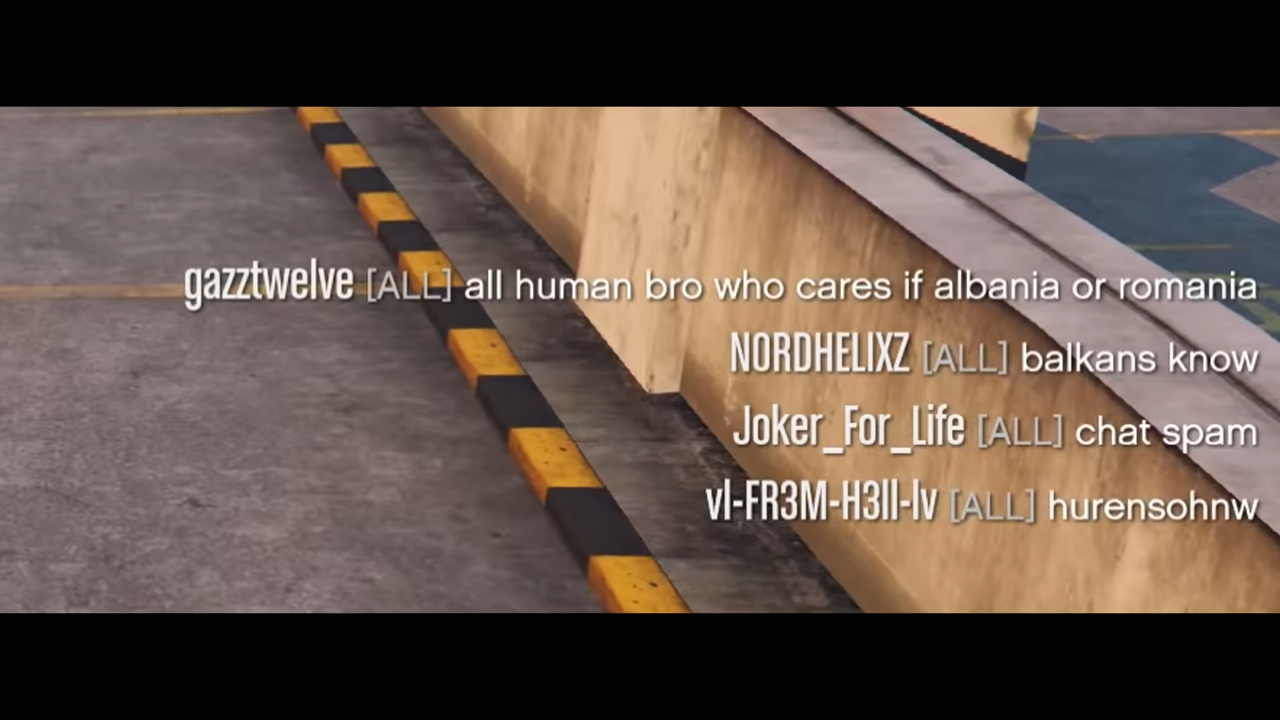 gazztwelve [ALL] all human bro who cares if albania or romania
NORDHELIXZ [ALL] balkans know
Joker_For_Life [ALL] chat spam
vl-FR3M-H3ll-lv [ALL] hurensohnw